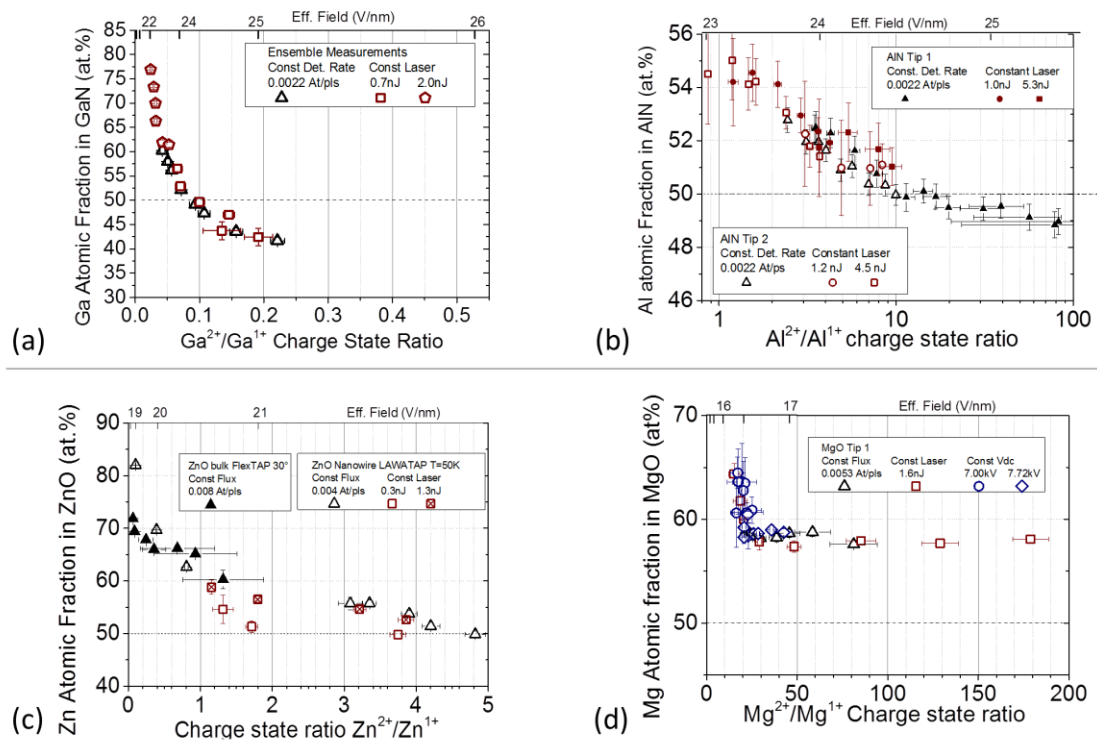 22 24 25 Eff. Field (V/nm) 26
Ga Atomic Fraction in GaN (at.%)
85
80
75
70
65
60
55
50
45
40
35
30
Ensemble Measurements
Const Det. Rate Const Laser
0.0022 At/pls 0.7nJ 2.0nJ
0.0 0.1 0.2 0.3 0.4 0.5
Ga2+/Ga1+ Charge State Ratio
(a)
23 24 Eff. Field (V/nm) 25
Al atomic Fraction in AlN (at.%)
56
54
52
50
48
46
AlN Tip 1
Const. Det. Rate Constant Laser
0.0022 At/pls 1.0nJ 5.3nJ
AlN Tip 2
Const. Det. Rate Constant Laser
0.0022 At/pls 1.2 nJ 4.5 nJ
1 10 100
Al2+/Al1+ charge state ratio
(b)
19 20 21 Eff. Field (V/nm)
Zn Atomic Fraction in ZnO (at.%)
90
80
70
60
50
40
ZnO bulk FlexTAP 30°
Const Flux
0.008 At/pls
ZnO Nanowire LAWATAP T=50K
Const Flux Const Laser
0.004 At/pls 0.3nJ 1.3nJ
0 1 2 3 4 5
Charge state ratio Zn2+/Zn1+
(c)
16 17 Eff. Field (V/nm)
Mg Atomic fraction in MgO (at%)
70
60
50
MgO Tip 1
Const Flux Const Laser Const Vdc
0.0053 At/pls 1.6nJ 7.00kV 7.72kV
0 50 100 150 200
Mg2+/Mg1+ Charge state ratio
(d)